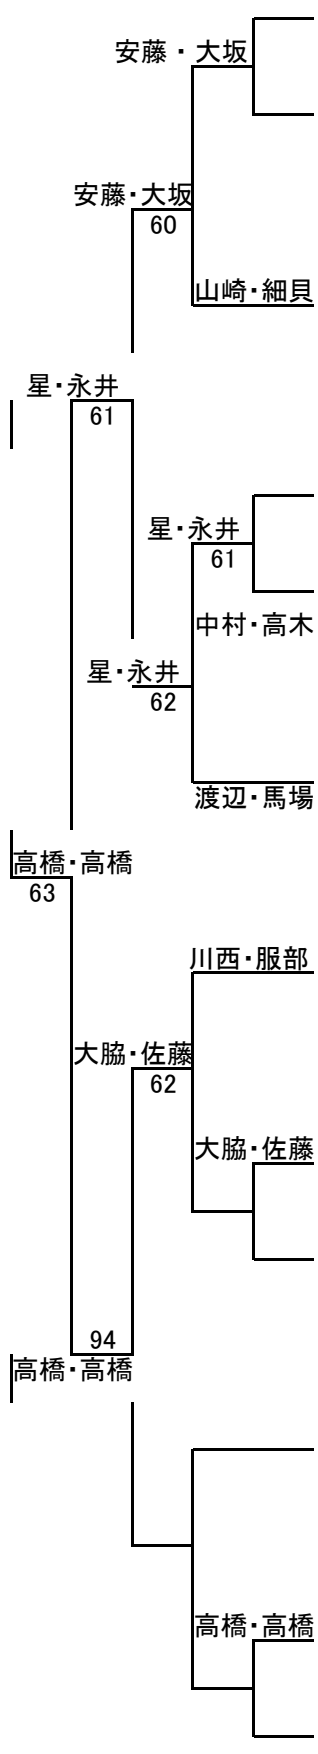 安藤・大坂
安藤・大坂
60
山崎・細貝
星・永井
61
星・永井
61
中村・高木
星・永井
62
渡辺・馬場
高橋・高橋
63
川西・服部
大脇・佐藤
62
大脇・佐藤
94
高橋・高橋
高橋・高橋